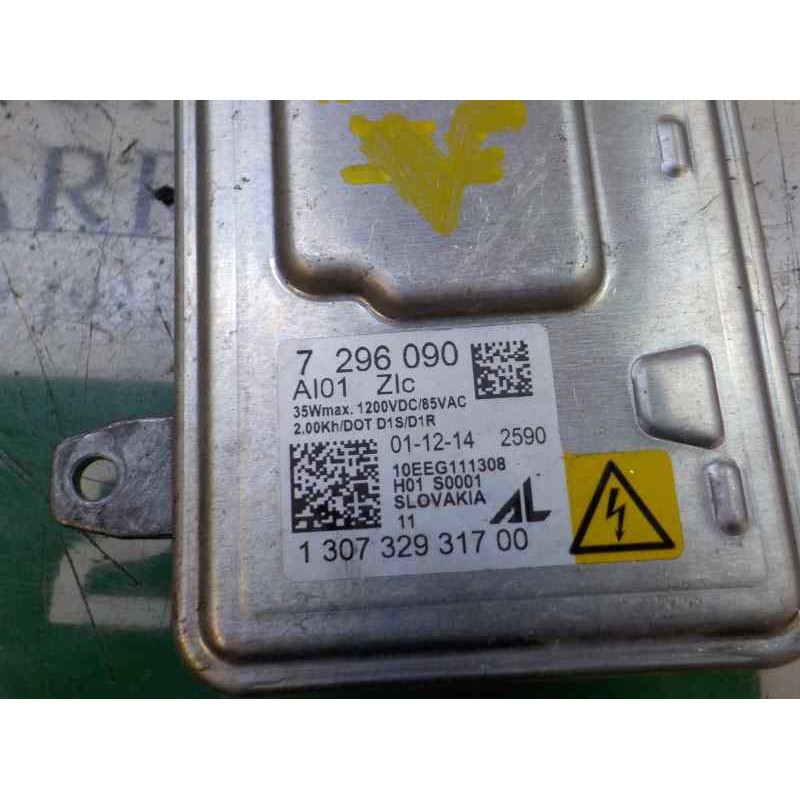 7 296 090
AI01 ZIc
35Wmax. 1200VDC/85VAC
2.00Kh/DOT D1S/D1R
01-12-14 2590
10EEG111308
H01 S0001
SLOVAKIA
11
AL
1 307 329 317 00